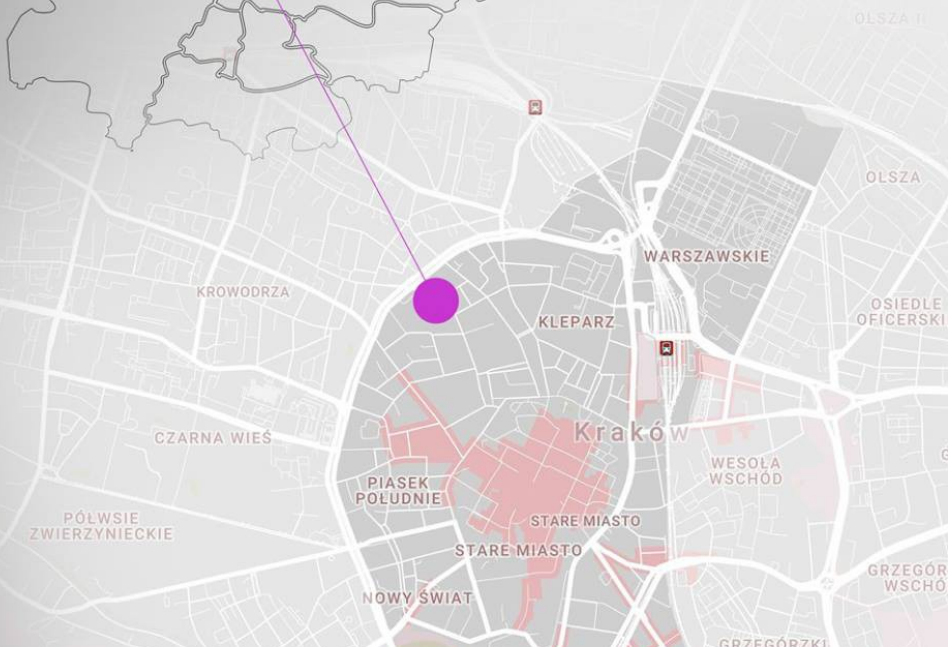 OLSZA II
OLSZA
WARSZAWSKIE
KROWODRZA
OSIEDLE
OFICERSKI
KLEPARZ
Kraków
CZARNA WIEŚ
WESOŁA
WSCHÓD
PIASEK
POŁUDNIE
PÓŁWSIE
ZWIERZYNIECKIE
STARE MIASTO
STARE MIASTO
GRZEGÓR
WSCHÓ
NOWY ŚWIAT
GRZEGÓRZKI